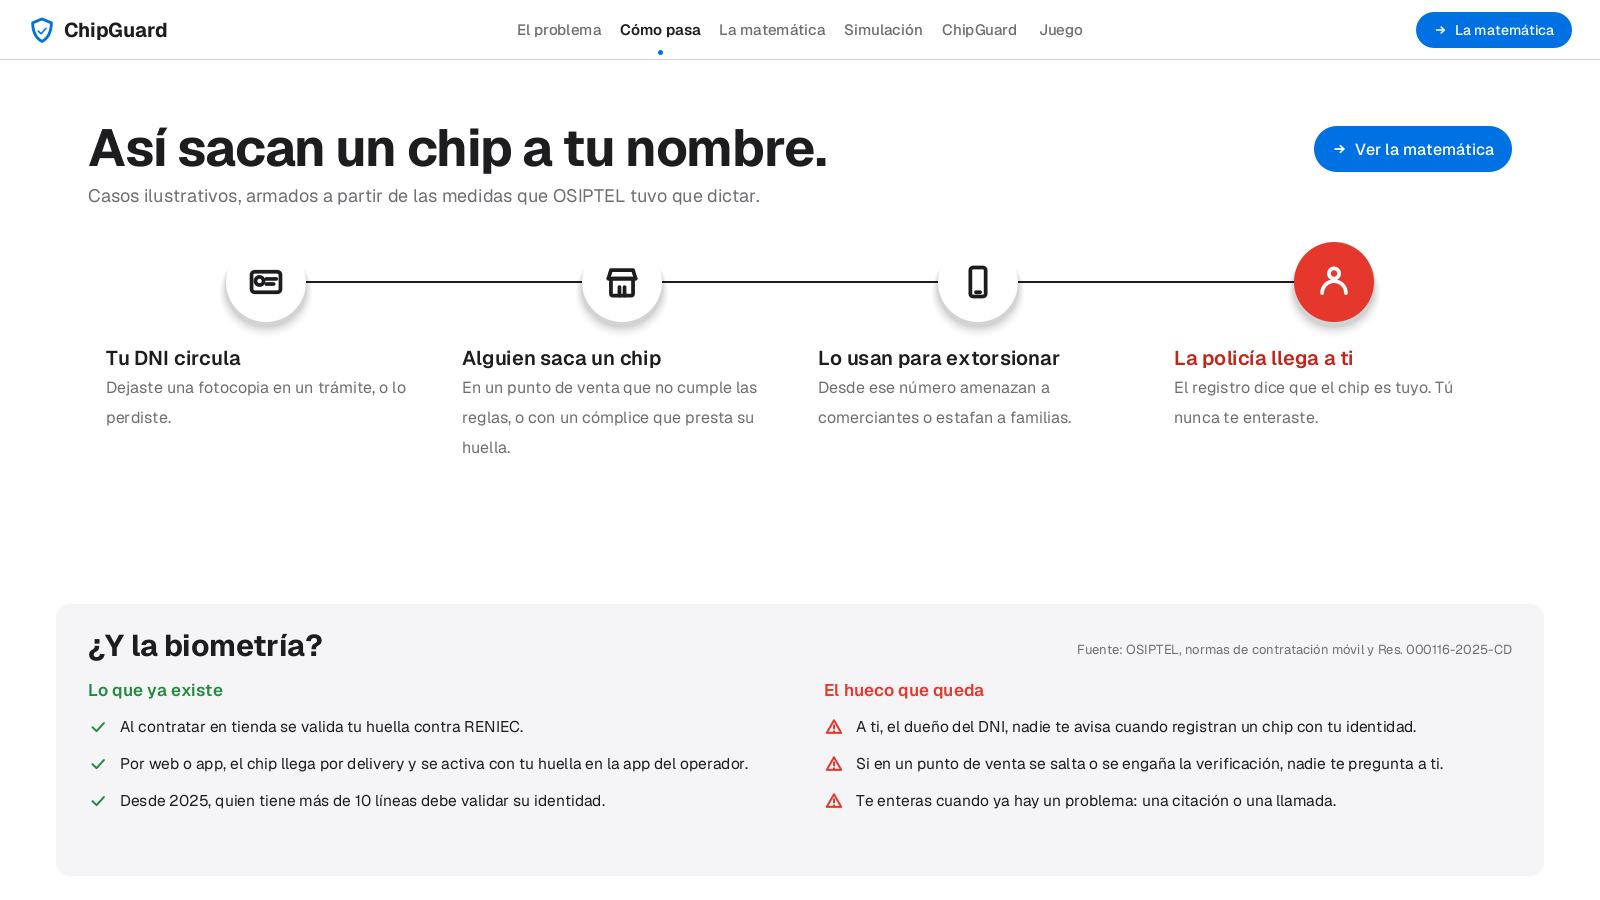 ChipGuard
El problema
Cómo pasa
La matemática
Simulación
ChipGuard
Juego
La matemática
Así sacan un chip a tu nombre.
Ver la matemática
Casos ilustrativos, armados a partir de las medidas que OSIPTEL tuvo que dictar.
Tu DNI circula
Dejaste una fotocopia en un trámite, o lo
perdiste.
Alguien saca un chip
En un punto de venta que no cumple las
reglas, o con un cómplice que presta su
huella.
Lo usan para extorsionar
Desde ese número amenazan a
comerciantes o estafan a familias.
La policía llega a ti
El registro dice que el chip es tuyo. Tú
nunca te enteraste.
¿Y la biometría?
Fuente: OSIPTEL, normas de contratación móvil y Res. 000116-2025-CD
Lo que ya existe
Al contratar en tienda se valida tu huella contra RENIEC.
Por web o app, el chip llega por delivery y se activa con tu huella en la app del operador.
Desde 2025, quien tiene más de 10 líneas debe validar su identidad.
El hueco que queda
A ti, el dueño del DNI, nadie te avisa cuando registran un chip con tu identidad.
Si en un punto de venta se salta o se engaña la verificación, nadie te pregunta a ti.
Te enteras cuando ya hay un problema: una citación o una llamada.